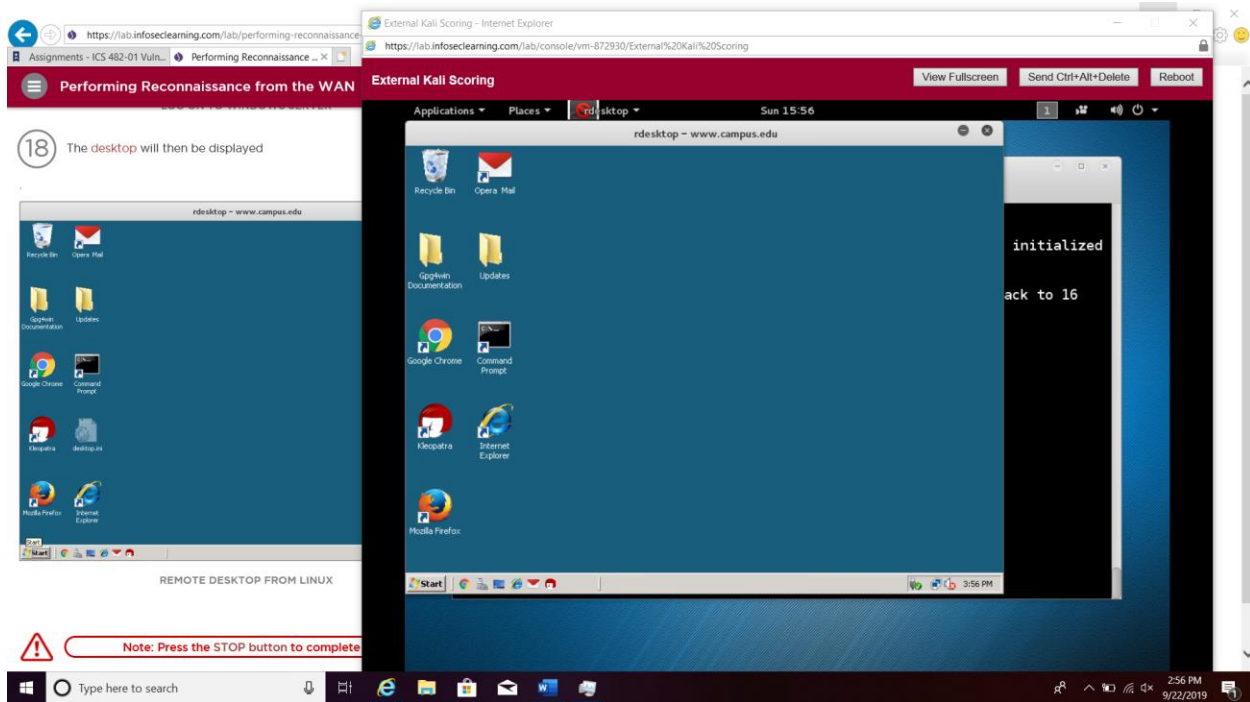 https://lab.infoseclearning.com/lab/performing-reconnaissance-
Assignments - ICS 482-01 Vuln...
Performing Reconnaissance ...
Performing Reconnaissance from the WAN
LOG ON TO WINDOWS SERVER
18
The desktop will then be displayed
rdesktop - www.campus.edu
Recycle Bin
Opera Mail
Gpg4win
Documentation
Updates
Google Chrome
Command
Prompt
Kleopatra
desktop.ini
Mozilla Firefox
Internet
Explorer
Start
Start
REMOTE DESKTOP FROM LINUX
Note: Press the STOP button to complete
External Kali Scoring - Internet Explorer
https://lab.infoseclearning.com/lab/console/vm-872930/External%20Kali%20Scoring
External Kali Scoring
View Fullscreen
Send Ctrl+Alt+Delete
Reboot
Applications
Places
rdesktop
Sun 15:56
1
rdesktop - www.campus.edu
Recycle Bin
Opera Mail
Gpg4win
Documentation
Updates
Google Chrome
Command
Prompt
Kleopatra
Internet
Explorer
Mozilla Firefox
Start
3:56 PM
initialized
ack to 16
Type here to search
2:56 PM
9/22/2019